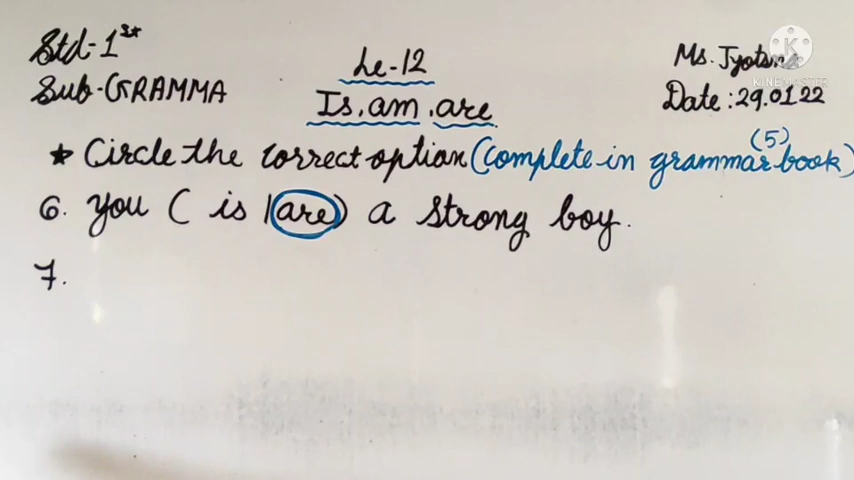 Std-1st
Sub-GRAMMA
Le-12
Is.am.are
Ms. Jyotsna
Date:29.01.22
KINEMASTER
★ Circle the correct option (complete in grammar book) (5)
6. You ( is / are) a strong boy.
7.